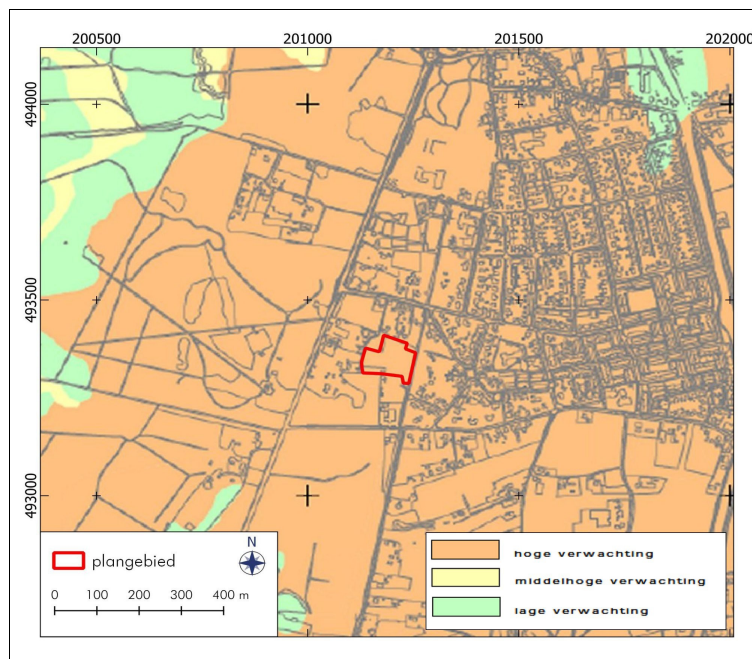 200500 201000 201500 202000
494000
493500
493000
plangebied
N
0 100 200 300 400 m
hoge verwachting
middelhoge verwachting
lage verwachting